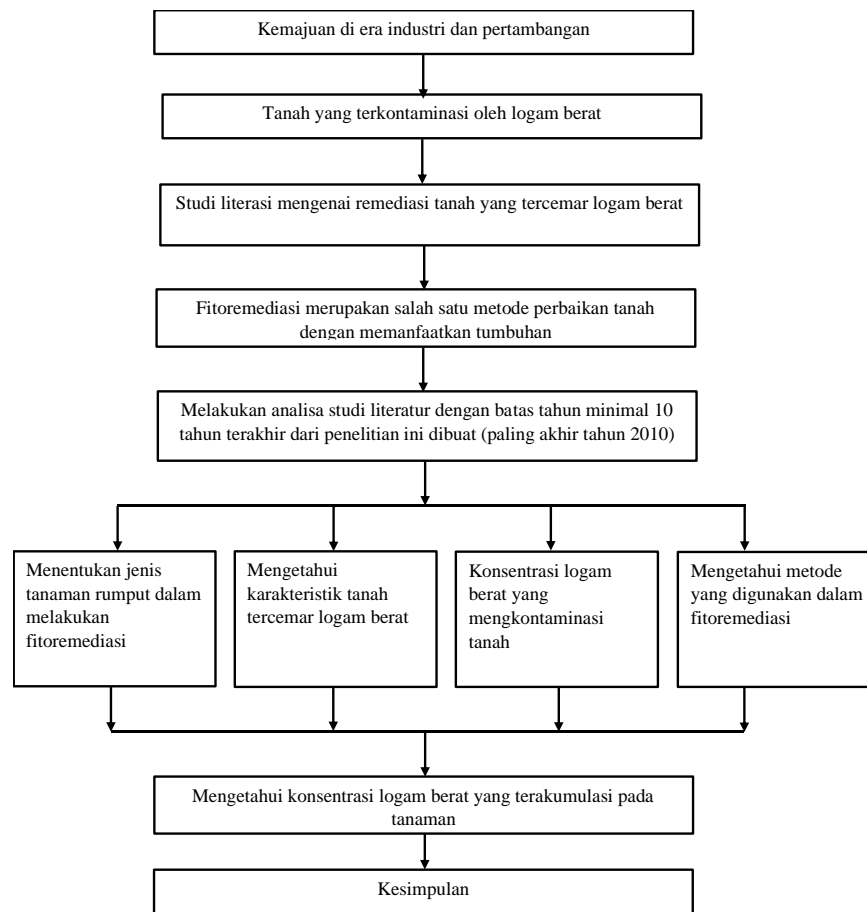 Kemajuan di era industri dan pertambangan
Tanah yang terkontaminasi oleh logam berat
Studi literasi mengenai remediasi tanah yang tercemar logam berat
Fitoremediasi merupakan salah satu metode perbaikan tanah
dengan memanfaatkan tumbuhan
Melakukan analisa studi literatur dengan batas tahun minimal 10
tahun terakhir dari penelitian ini dibuat (paling akhir tahun 2010)
Menentukan jenis
tanaman rumput dalam
melakukan
fitoremediasi
Mengetahui
karakteristik tanah
tercemar logam berat
Konsentrasi logam
berat yang
mengkontaminasi
tanah
Mengetahui metode
yang digunakan dalam
fitoremediasi
Mengetahui konsentrasi logam berat yang terakumulasi pada
tanaman
Kesimpulan